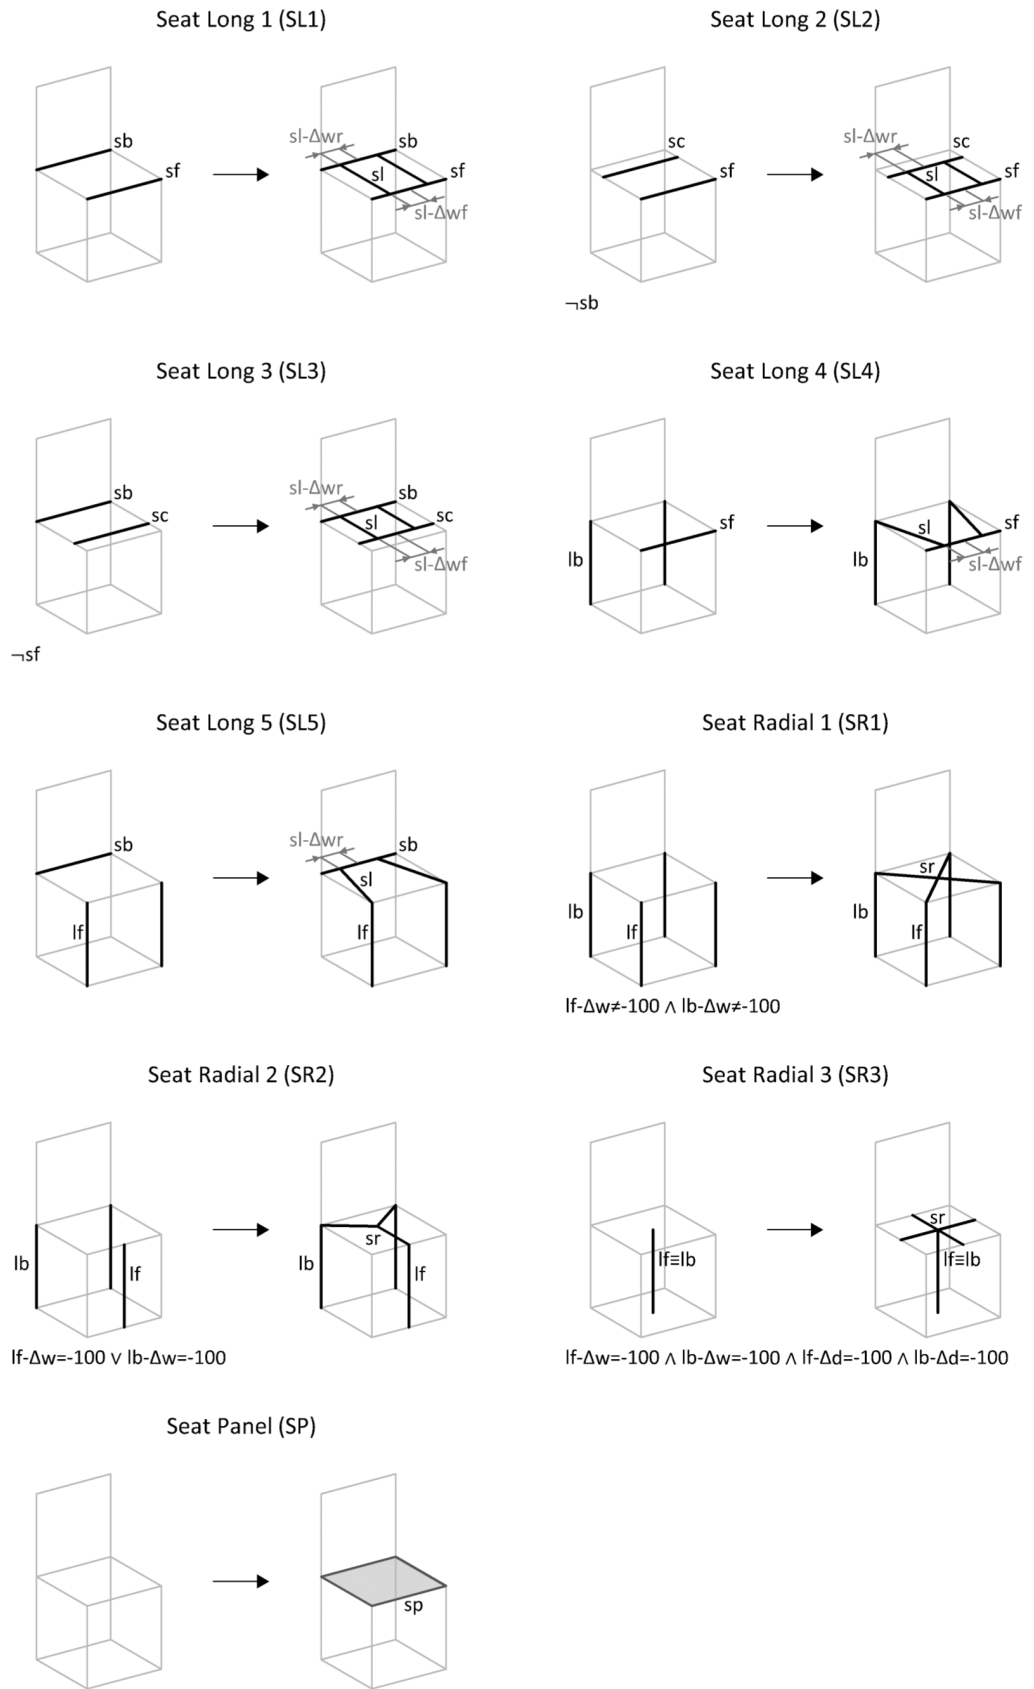 Seat Long 1 (SL1)
sb
sf
sl-Δwr
sb
sl
sf
sl-Δwf
Seat Long 2 (SL2)
sc
sf
sl-Δwr
sc
sl
sf
sl-Δwf
¬sb
Seat Long 3 (SL3)
sb
sc
sl-Δwr
sb
sl
sc
sl-Δwf
¬sf
Seat Long 4 (SL4)
sf
lb
sl
sf
lb
sl-Δwf
Seat Long 5 (SL5)
sb
lf
sl-Δwr
sb
sl
lf
Seat Radial 1 (SR1)
lb
lf
sr
lb
lf
lf-Δw≠-100 ∧ lb-Δw≠-100
Seat Radial 2 (SR2)
lb
lf
sr
lb
lf
lf-Δw=-100 ∨ lb-Δw=-100
Seat Radial 3 (SR3)
lf≡lb
sr
lf≡lb
lf-Δw=-100 ∧ lb-Δw=-100 ∧ lf-Δd=-100 ∧ lb-Δd=-100
Seat Panel (SP)
sp